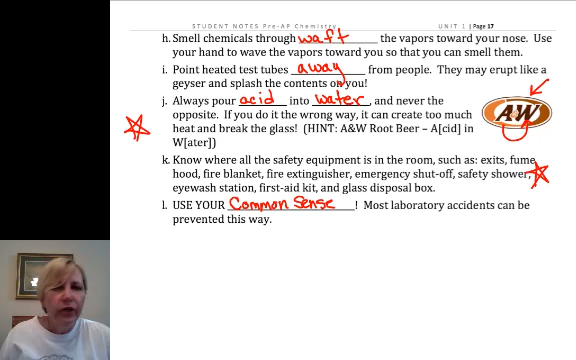 STUDENT NOTES Pre-AP Chemistry UNIT 1 | Page 17
h. Smell chemicals through waft the vapors toward your nose. Use
your hand to wave the vapors toward you so that you can smell them.
i. Point heated test tubes away from people. They may erupt like a
geyser and splash the contents on you!
j. Always pour acid into water, and never the
opposite. If you do it the wrong way, it can create too much
heat and break the glass! (HINT: A&W Root Beer – A[cid] in
W[ater])
A&W
k. Know where all the safety equipment is in the room, such as: exits, fume
hood, fire blanket, fire extinguisher, emergency shut-off, safety shower,
eyewash station, first-aid kit, and glass disposal box.
l. USE YOUR Common Sense! Most laboratory accidents can be
prevented this way.